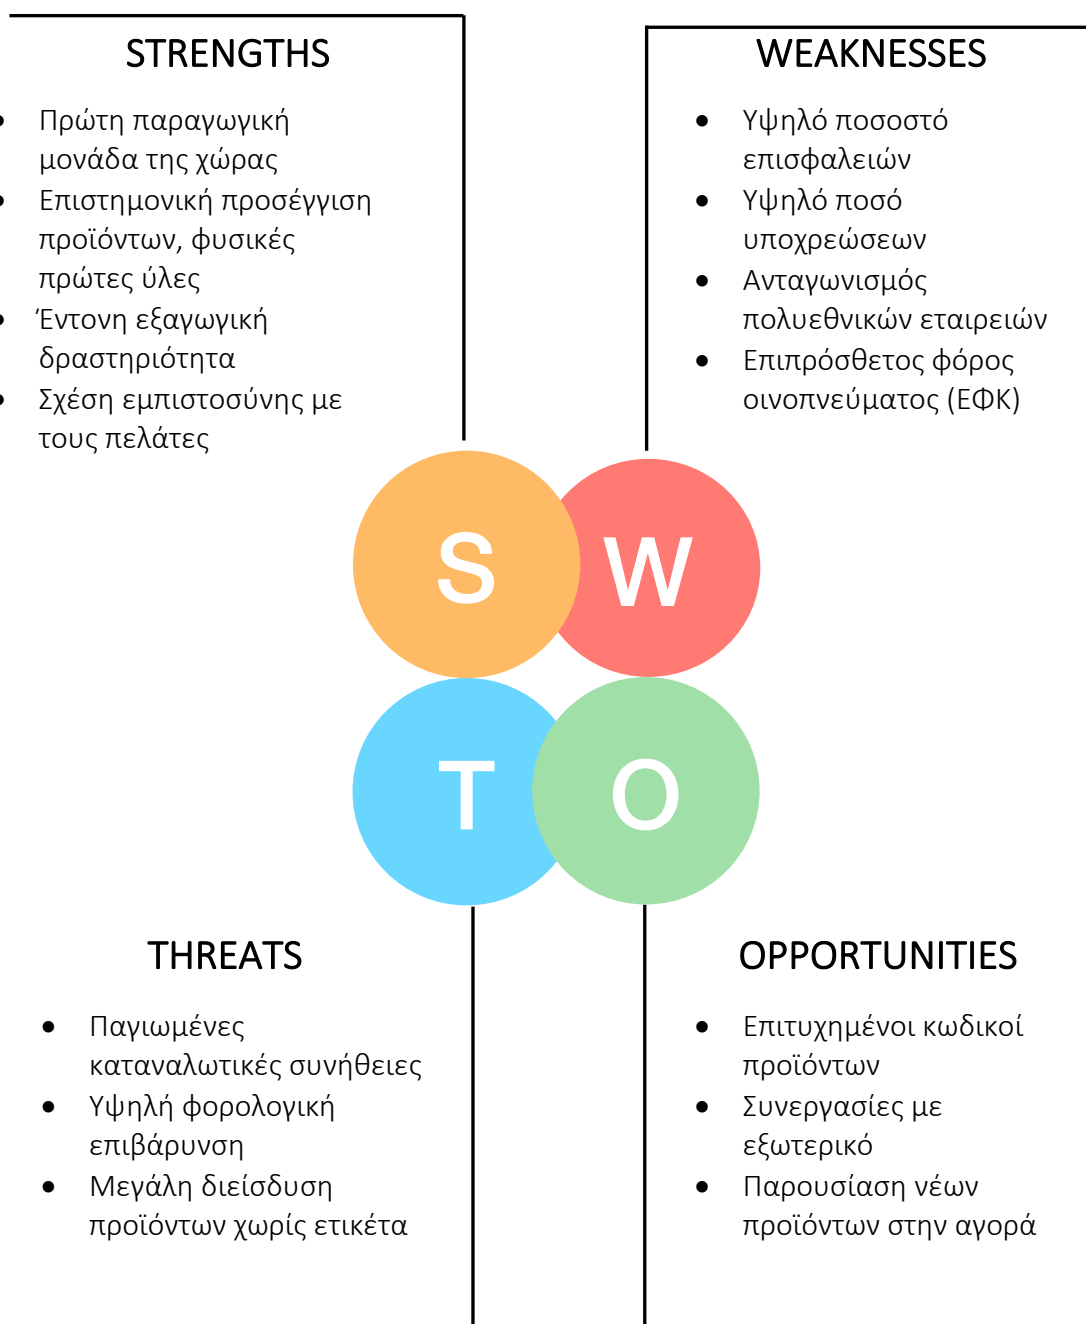 STRENGTHS
• Πρώτη παραγωγική
μονάδα της χώρας
• Επιστημονική προσέγγιση
προϊόντων, φυσικές
πρώτες ύλες
• Έντονη εξαγωγική
δραστηριότητα
• Σχέση εμπιστοσύνης με
τους πελάτες
WEAKNESSES
• Υψηλό ποσοστό
επισφαλειών
• Υψηλό ποσό
υποχρεώσεων
• Ανταγωνισμός
πολυεθνικών εταιρειών
• Επιπρόσθετος φόρος
οινοπνεύματος (ΕΦΚ)
S
W
T
O
THREATS
• Παγιωμένες
καταναλωτικές συνήθειες
• Υψηλή φορολογική
επιβάρυνση
• Μεγάλη διείσδυση
προϊόντων χωρίς ετικέτα
OPPORTUNITIES
• Επιτυχημένοι κωδικοί
προϊόντων
• Συνεργασίες με
εξωτερικό
• Παρουσίαση νέων
προϊόντων στην αγορά